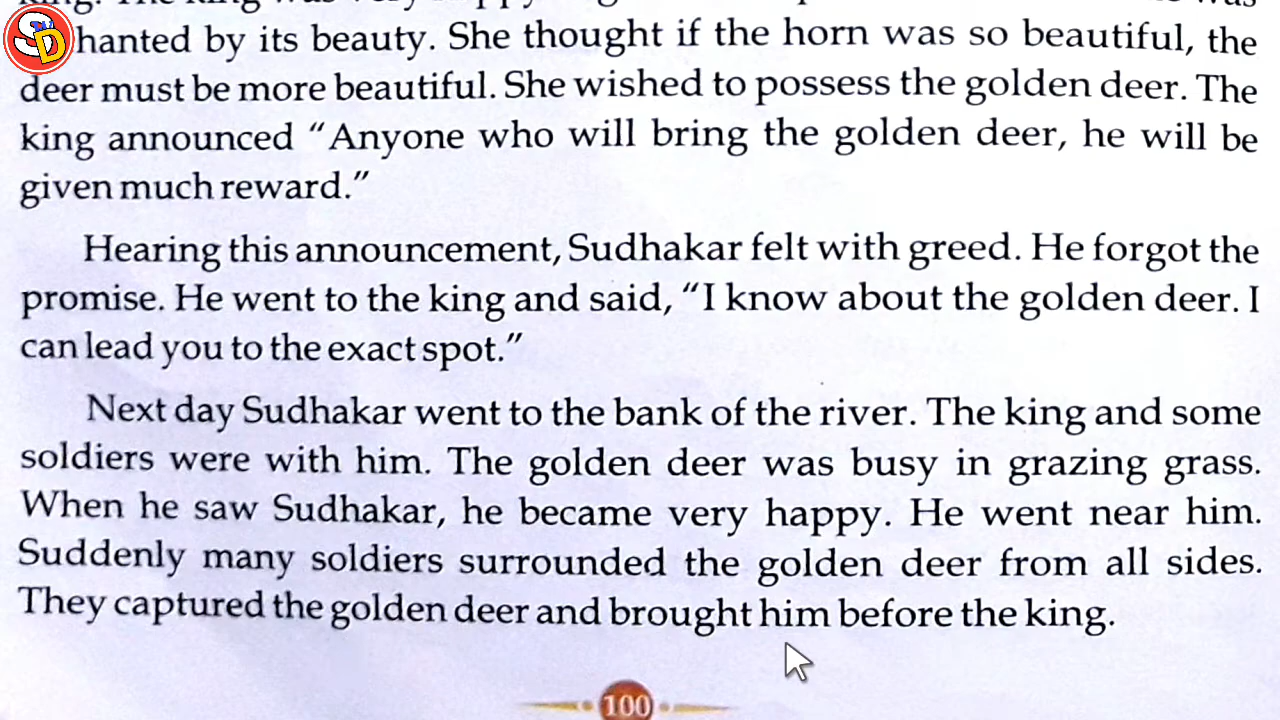 king. The king was very happy
hanted by its beauty. She thought if the horn was so beautiful, the
deer must be more beautiful. She wished to possess the golden deer. The
king announced “Anyone who will bring the golden deer, he will be
given much reward.”
Hearing this announcement, Sudhakar felt with greed. He forgot the
promise. He went to the king and said, “I know about the golden deer. I
can lead you to the exact spot.”
Next day Sudhakar went to the bank of the river. The king and some
soldiers were with him. The golden deer was busy in grazing grass.
When he saw Sudhakar, he became very happy. He went near him.
Suddenly many soldiers surrounded the golden deer from all sides.
They captured the golden deer and brought him before the king.
100